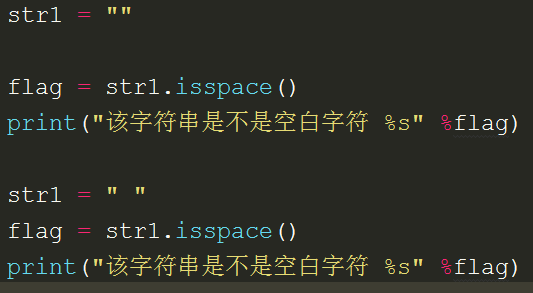 str1 = ""
flag = str1.isspace()
print("该字符串是不是空白字符 %s" %flag)
str1 = " "
flag = str1.isspace()
print("该字符串是不是空白字符 %s" %flag)